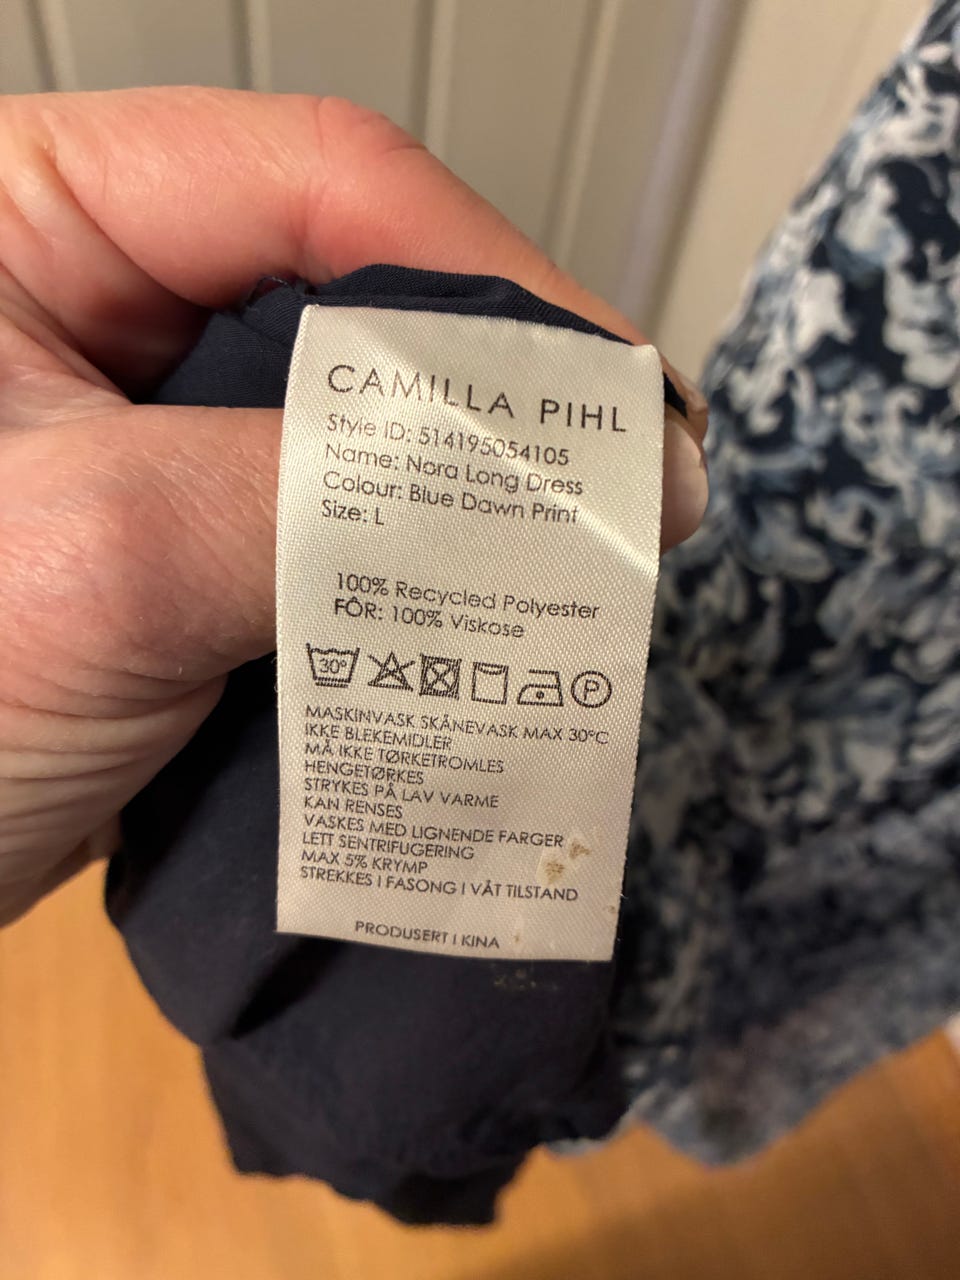 CAMILLA PIHL
Style ID: 514195054105
Name: Nora Long Dress
Colour: Blue Dawn Print
Size: L
100% Recycled Polyester
FÔR: 100% Viskose
30°
P
MASKINVASK SKÅNEVASK MAX 30°C
IKKE BLEKEMIDLER
MÅ IKKE TØRKETROMLES
HENGETØRKES
STRYKES PÅ LAV VARME
KAN RENSES
VASKES MED LIGNENDE FARGER
LETT SENTRIFUGERING
MAX 5% KRYMP
STREKKES I FASONG I VÅT TILSTAND
PRODUSERT I KINA